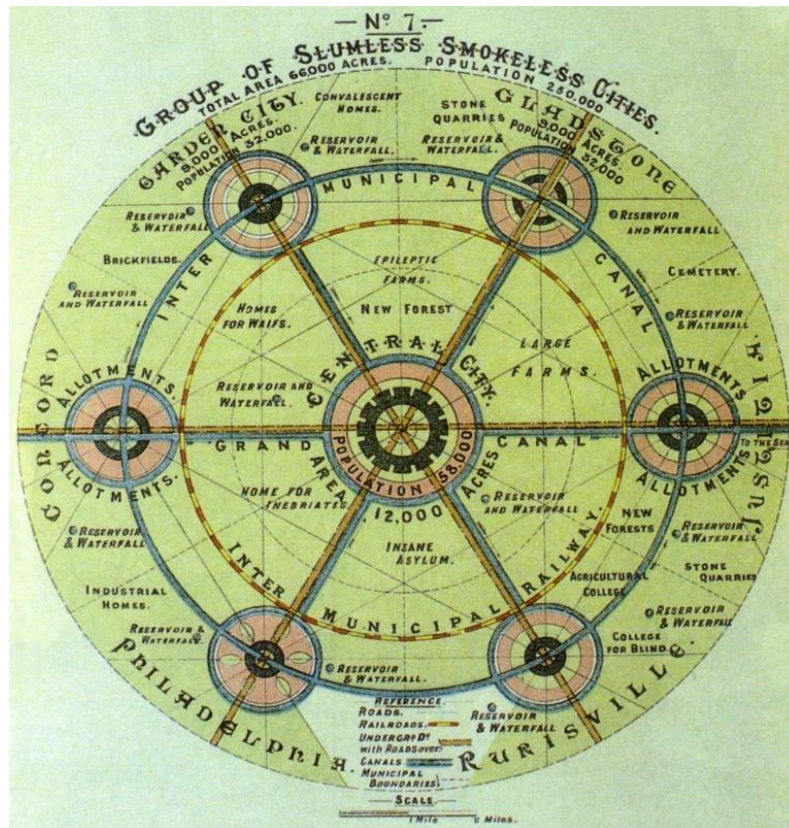 — Nº 7. —
GROUP OF SLUMLESS SMOKELESS CITIES.
TOTAL AREA 66,000 ACRES. POPULATION 250,000
GARDEN CITY.
9,000 ACRES.
POPULATION 32,000.
CONVALESCENT
HOMES.
STONE
QUARRIES
GLADSTONE
9,000 ACRES.
POPULATION
32,000
RESERVOIR
& WATERFALL
RESERVOIR &
WATERFALL.
INTER MUNICIPAL CANAL
RESERVOIR
& WATERFALL
RESERVOIR
AND WATERFALL
BRICKFIELDS.
EPILEPTIC
FARMS.
CEMETERY.
RESERVOIR
AND WATERFALL
HOMES
FOR WAIFS.
NEW FOREST
RESERVOIR
& WATERFALL
LARGE
FARMS.
CONCORD
ALLOTMENTS.
RESERVOIR AND
WATERFALL.
CENTRAL CITY.
ALLOTMENTS
JUSTITIA.
GRAND CANAL
TO THE SEA
POPULATION 58,000
AREA 12,000 ACRES
ALLOTMENTS.
ALLOTMENTS
HOME FOR
INEBRIATES.
RESERVOIR
AND WATERFALL
NEW
FORESTS
RESERVOIR
& WATERFALL
RESERVOIR
& WATERFALL
INSANE
ASYLUM.
INTER MUNICIPAL RAILWAY.
STONE
QUARRIES
INDUSTRIAL
HOMES.
AGRICULTURAL
COLLEGE
RESERVOIR
& WATERFALL
RESERVOIR &
WATERFALL
COLLEGE
FOR BLIND.
RESERVOIR
& WATERFALL.
PHILADELPHIA
RURISVILLE.
REFERENCE.
ROADS.
RAILROADS.
UNDERGRD.
with ROADS over
CANALS
MUNICIPAL
BOUNDARIES
RESERVOIR
& WATERFALL
— SCALE. —
1 Mile 2 Miles.